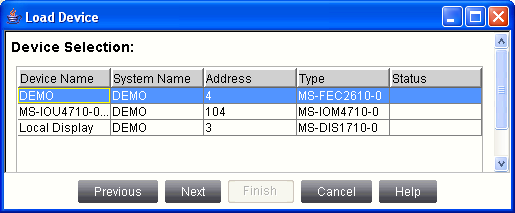 Load Device
Device Selection:
Device Name System Name Address Type Status
DEMO DEMO 4 MS-FEC2610-0
MS-IOU4710-0... DEMO 104 MS-IOM4710-0
Local Display DEMO 3 MS-DIS1710-0
Previous Next Finish Cancel Help